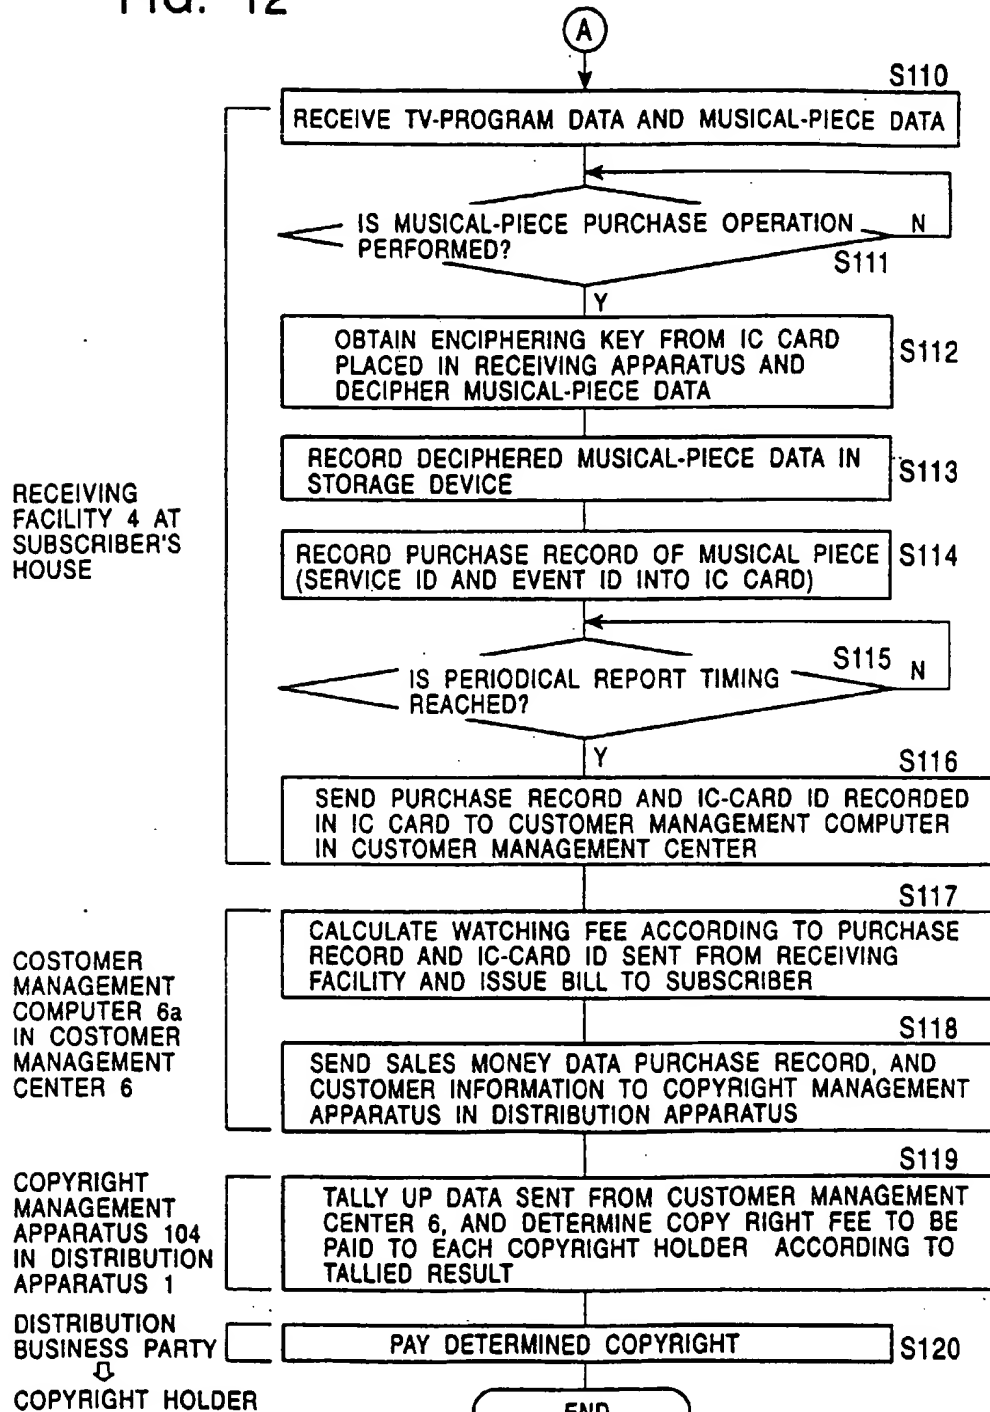 FIG. 12
A
S110
RECEIVE TV-PROGRAM DATA AND MUSICAL-PIECE DATA
IS MUSICAL-PIECE PURCHASE OPERATION
PERFORMED?
N
S111
Y
OBTAIN ENCIPHERING KEY FROM IC CARD
PLACED IN RECEIVING APPARATUS AND
DECIPHER MUSICAL-PIECE DATA
S112
RECORD DECIPHERED MUSICAL-PIECE DATA IN
STORAGE DEVICE
S113
RECEIVING
FACILITY 4 AT
SUBSCRIBER'S
HOUSE
RECORD PURCHASE RECORD OF MUSICAL PIECE
(SERVICE ID AND EVENT ID INTO IC CARD)
S114
S115
N
IS PERIODICAL REPORT TIMING
REACHED?
Y
S116
SEND PURCHASE RECORD AND IC-CARD ID RECORDED
IN IC CARD TO CUSTOMER MANAGEMENT COMPUTER
IN CUSTOMER MANAGEMENT CENTER
S117
CALCULATE WATCHING FEE ACCORDING TO PURCHASE
RECORD AND IC-CARD ID SENT FROM RECEIVING
FACILITY AND ISSUE BILL TO SUBSCRIBER
COSTOMER
MANAGEMENT
COMPUTER 6a
IN COSTOMER
MANAGEMENT
CENTER 6
S118
SEND SALES MONEY DATA PURCHASE RECORD, AND
CUSTOMER INFORMATION TO COPYRIGHT MANAGEMENT
APPARATUS IN DISTRIBUTION APPARATUS
S119
COPYRIGHT
MANAGEMENT
APPARATUS 104
IN DISTRIBUTION
APPARATUS 1
TALLY UP DATA SENT FROM CUSTOMER MANAGEMENT
CENTER 6, AND DETERMINE COPY RIGHT FEE TO BE
PAID TO EACH COPYRIGHT HOLDER ACCORDING TO
TALLIED RESULT
DISTRIBUTION
BUSINESS PARTY
⇩
COPYRIGHT HOLDER
PAY DETERMINED COPYRIGHT
S120
END